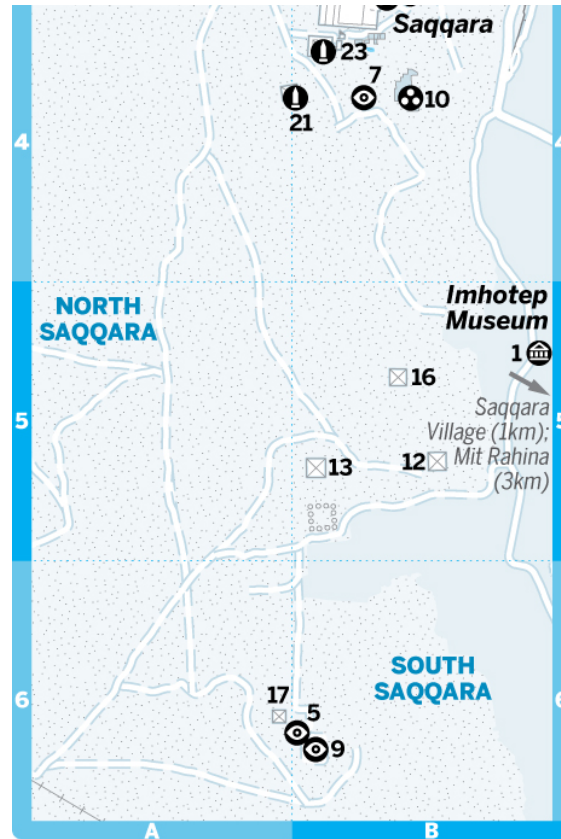 Saqqara
23
7
10
21
4
4
NORTH
SAQQARA
Imhotep
Museum
1
16
5
5
Saqqara
Village (1km);
Mit Rahina
(3km)
13
12
SOUTH
SAQQARA
6
6
17
5
9
A
B